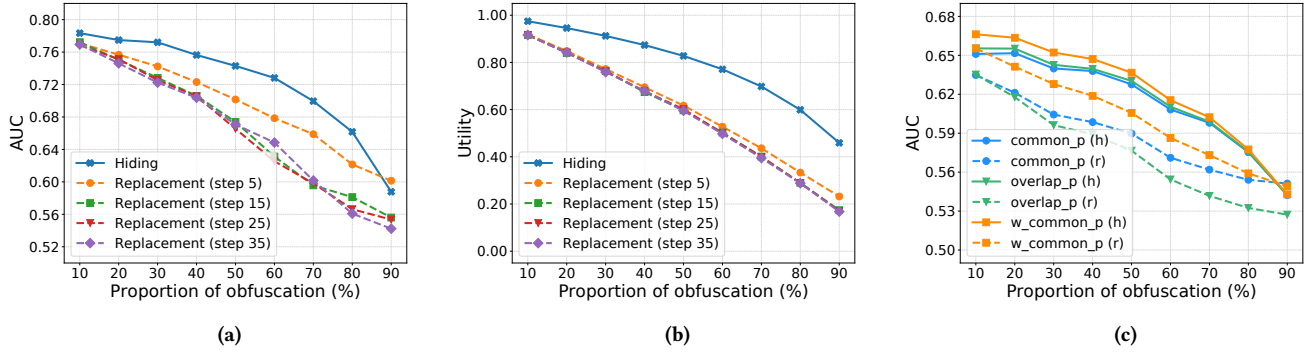 0.80
0.76
0.72
0.68
0.64
0.60
0.56
0.52
AUC
Hiding
Replacement (step 5)
Replacement (step 15)
Replacement (step 25)
Replacement (step 35)
10 20 30 40 50 60 70 80 90
Proportion of obfuscation (%)
(a)
1.00
0.80
0.60
0.40
0.20
0.00
Utility
Hiding
Replacement (step 5)
Replacement (step 15)
Replacement (step 25)
Replacement (step 35)
10 20 30 40 50 60 70 80 90
Proportion of obfuscation (%)
(b)
0.68
0.65
0.62
0.59
0.56
0.53
0.50
AUC
common_p (h)
common_p (r)
overlap_p (h)
overlap_p (r)
w_common_p (h)
w_common_p (r)
10 20 30 40 50 60 70 80 90
Proportion of obfuscation (%)
(c)